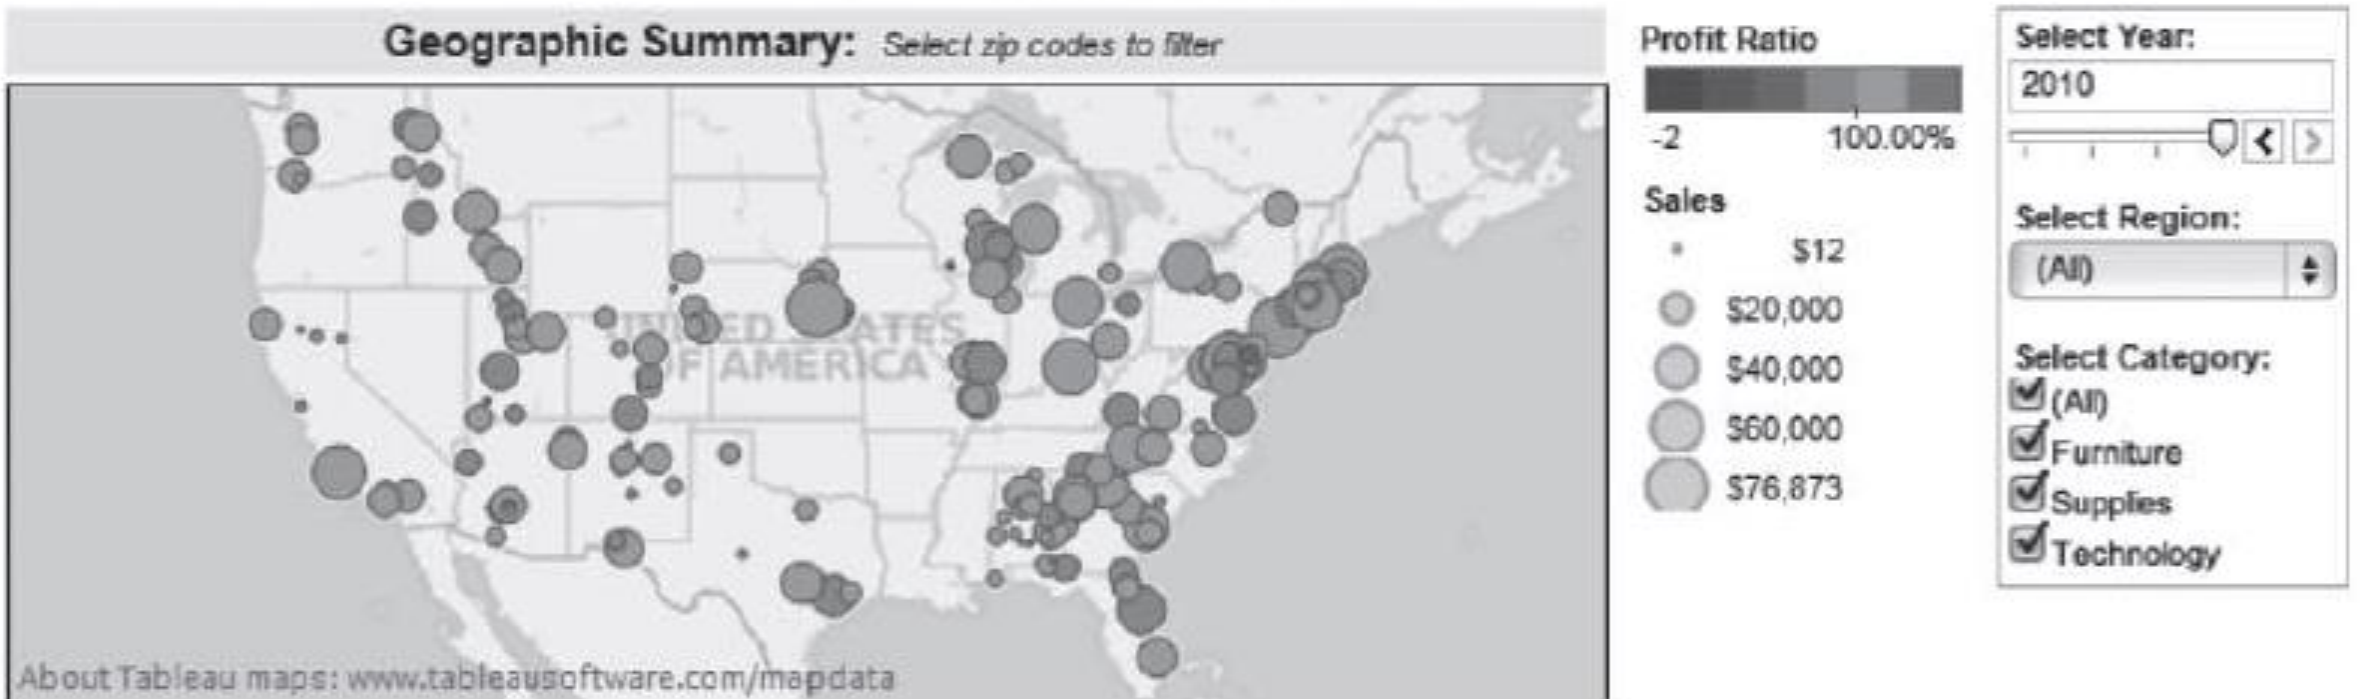 Geographic Summary: Select zip codes to filter
UNITED STATES
OF AMERICA
About Tableau maps: www.tableausoftware.com/mapdata
Profit Ratio
-2 100.00%
Sales
$12
$20,000
$40,000
$60,000
$76,873
Select Year:
2010
Select Region:
(All)
Select Category:
(All)
Furniture
Supplies
Technology